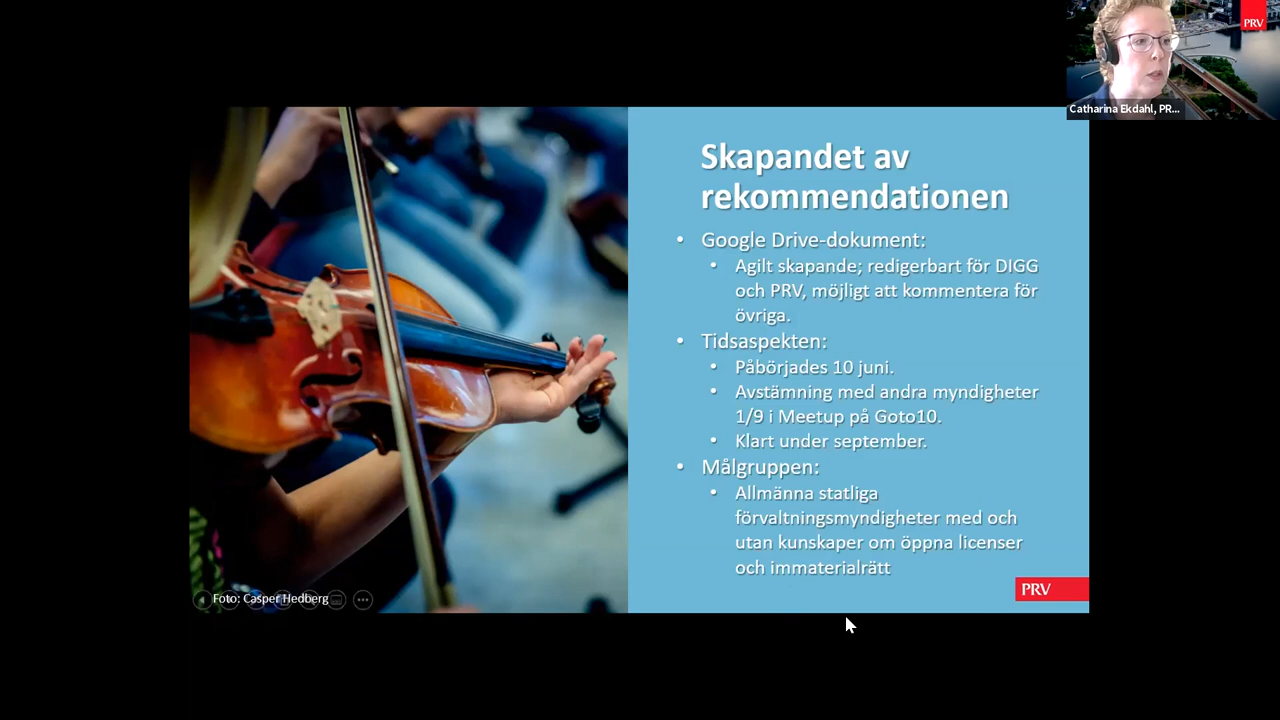 PRV
Catharina Ekdahl, PR...
Skapandet av
rekommendationen
• Google Drive-dokument:
• Agilt skapande; redigerbart för DIGG
och PRV, möjligt att kommentera för
övriga.
• Tidsaspekten:
• Påbörjades 10 juni.
• Avstämning med andra myndigheter
1/9 i Meetup på Goto10.
• Klart under september.
• Målgruppen:
• Allmänna statliga
förvaltningsmyndigheter med och
utan kunskaper om öppna licenser
och immaterialrätt
Foto: Casper Hedberg
PRV